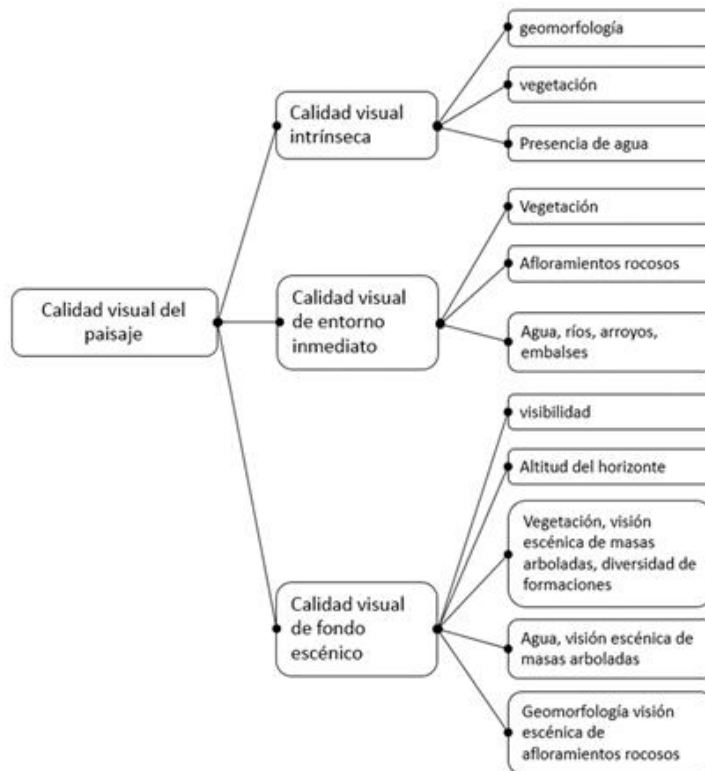 Calidad visual del
paisaje
Calidad visual
intrínseca
geomorfología
vegetación
Presencia de agua
Calidad visual
de entorno
inmediato
Vegetación
Afloramientos rocosos
Agua, ríos, arroyos,
embalses
Calidad visual
de fondo
escénico
visibilidad
Altitud del horizonte
Vegetación, visión
escénica de masas
arboladas, diversidad de
formaciones
Agua, visión escénica de
masas arboladas
Geomorfología visión
escénica de
afloramientos rocosos